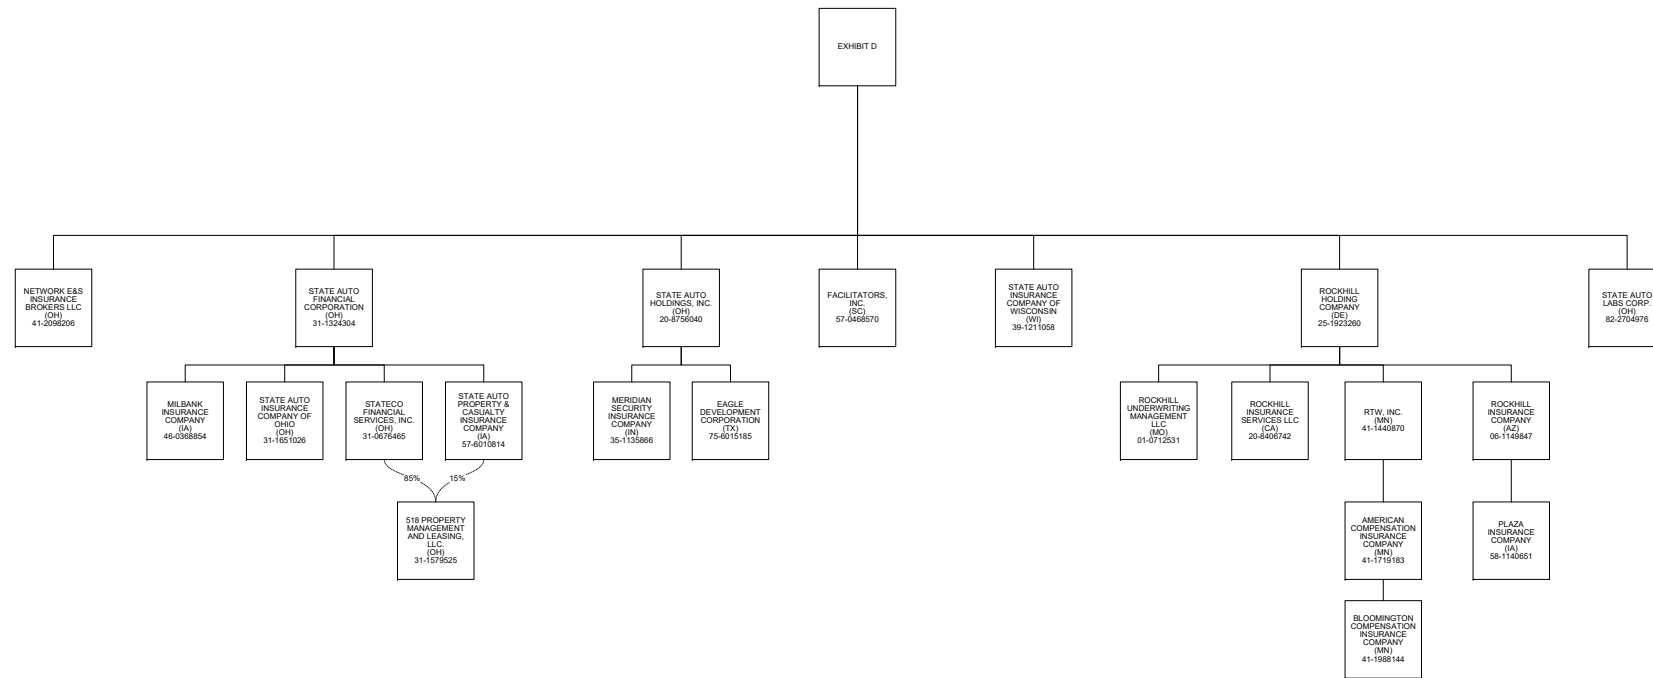 EXHIBIT D
NETWORK E&S
INSURANCE
BROKERS LLC
(OH)
41-2098206
STATE AUTO
FINANCIAL
CORPORATION
(OH)
31-1324304
STATE AUTO
HOLDINGS, INC.
(OH)
20-8756040
FACILITATORS,
INC.
(SC)
57-0468570
STATE AUTO
INSURANCE
COMPANY OF
WISCONSIN
(WI)
39-1211058
ROCKHILL
HOLDING
COMPANY
(DE)
25-1923260
STATE AUTO
LABS CORP.
(OH)
82-2704976
MILBANK
INSURANCE
COMPANY
(IA)
46-0368854
STATE AUTO
INSURANCE
COMPANY OF
OHIO
(OH)
31-1651026
STATECO
FINANCIAL
SERVICES, INC.
(OH)
31-0676465
STATE AUTO
PROPERTY &
CASUALTY
INSURANCE
COMPANY
(IA)
57-6010814
MERIDIAN
SECURITY
INSURANCE
COMPANY
(IN)
35-1135866
EAGLE
DEVELOPMENT
CORPORATION
(TX)
75-6015185
ROCKHILL
UNDERWRITING
MANAGEMENT
LLC
(MO)
01-0712531
ROCKHILL
INSURANCE
SERVICES LLC
(CA)
20-8406742
RTW, INC.
(MN)
41-1440870
ROCKHILL
INSURANCE
COMPANY
(AZ)
06-1149847
85%
15%
518 PROPERTY
MANAGEMENT
AND LEASING,
LLC.
(OH)
31-1579525
AMERICAN
COMPENSATION
INSURANCE
COMPANY
(MN)
41-1719183
PLAZA
INSURANCE
COMPANY
(IA)
58-1140651
BLOOMINGTON
COMPENSATION
INSURANCE
COMPANY
(MN)
41-1988144